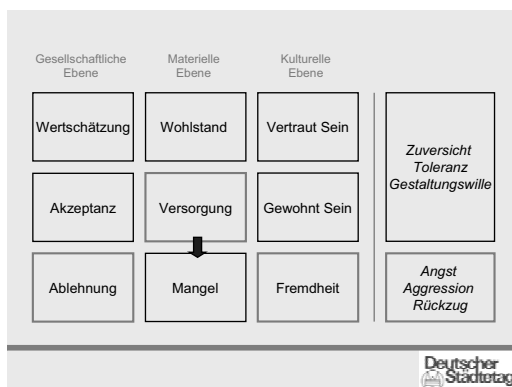 Gesellschaftliche
Ebene
Materielle
Ebene
Kulturelle
Ebene
Wertschätzung
Wohlstand
Vertraut Sein
Akzeptanz
Versorgung
Gewohnt Sein
Ablehnung
Mangel
Fremdheit
Zuversicht
Toleranz
Gestaltungswille
Angst
Aggression
Rückzug
Deutscher
Städtetag